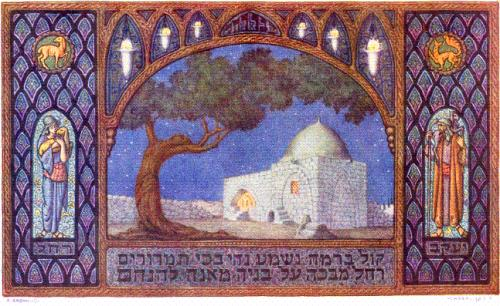 יעקב
רחל
קול ברמה נשמע נהי בכי תמרורים
רחל מבכה על בניה מאנה להנחם